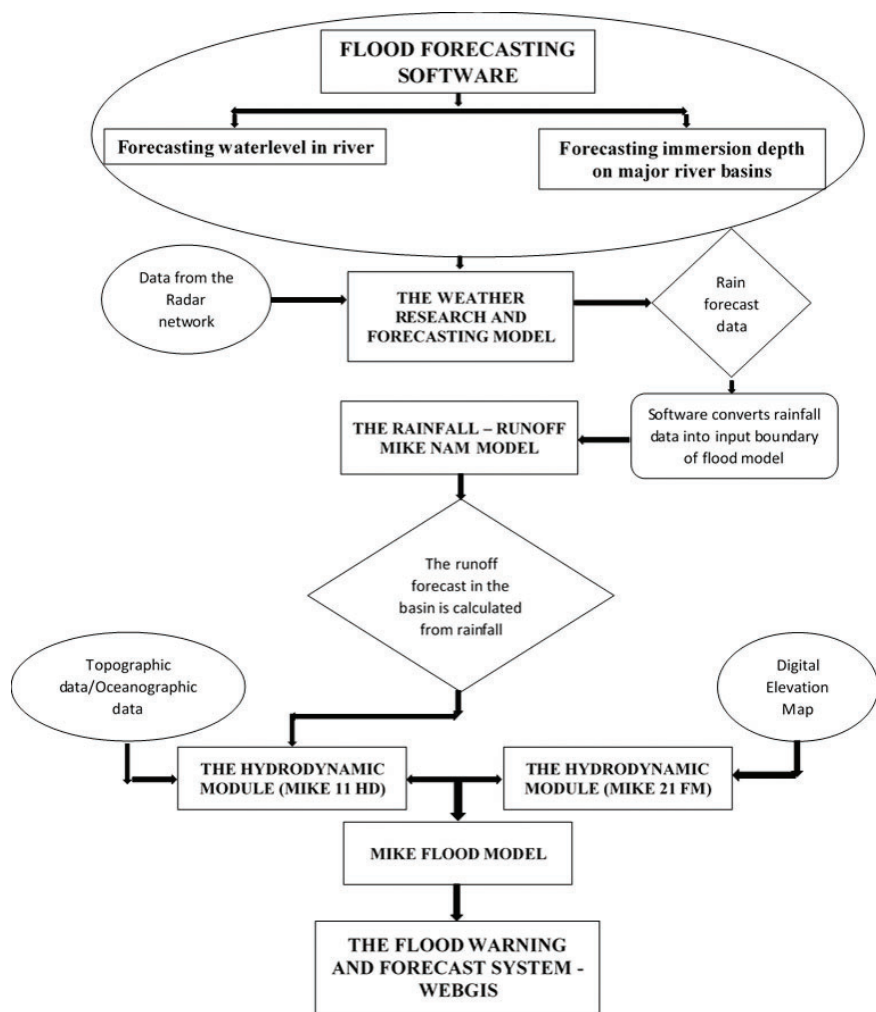 FLOOD FORECASTING
SOFTWARE
Forecasting waterlevel in river
Forecasting immersion depth
on major river basins
Data from the
Radar
network
THE WEATHER
RESEARCH AND
FORECASTING MODEL
Rain
forecast
data
THE RAINFALL – RUNOFF
MIKE NAM MODEL
Software converts rainfall
data into input boundary
of flood model
The runoff
forecast in the
basin is calculated
from rainfall
Topographic
data/Oceanographic
data
Digital
Elevation
Map
THE HYDRODYNAMIC
MODULE (MIKE 11 HD)
THE HYDRODYNAMIC
MODULE (MIKE 21 FM)
MIKE FLOOD MODEL
THE FLOOD WARNING
AND FORECAST SYSTEM -
WEBGIS